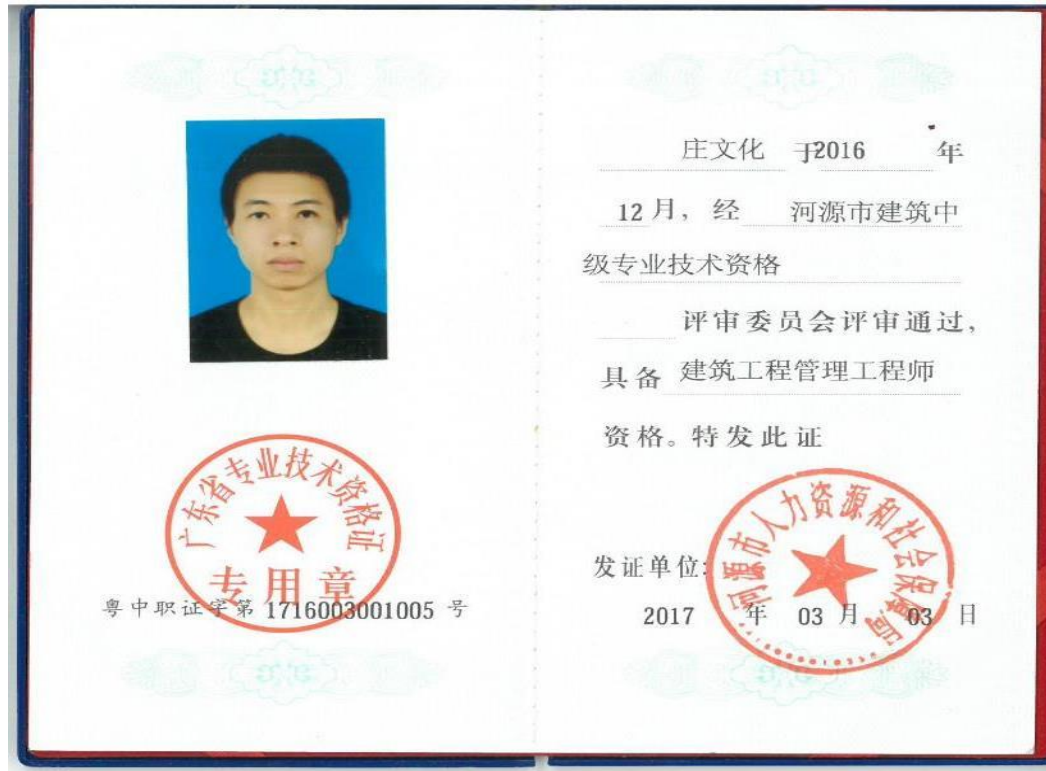 广东省专业技术资格证
专用章
粤中职证字第 1716003001005 号
庄文化 于2016 年
12 月，经 河源市建筑中
级专业技术资格
评审委员会评审通过，
具备 建筑工程管理工程师
资格。特发此证
河源市人力资源和社会保障局
发证单位:
2017 年 03 月 03 日